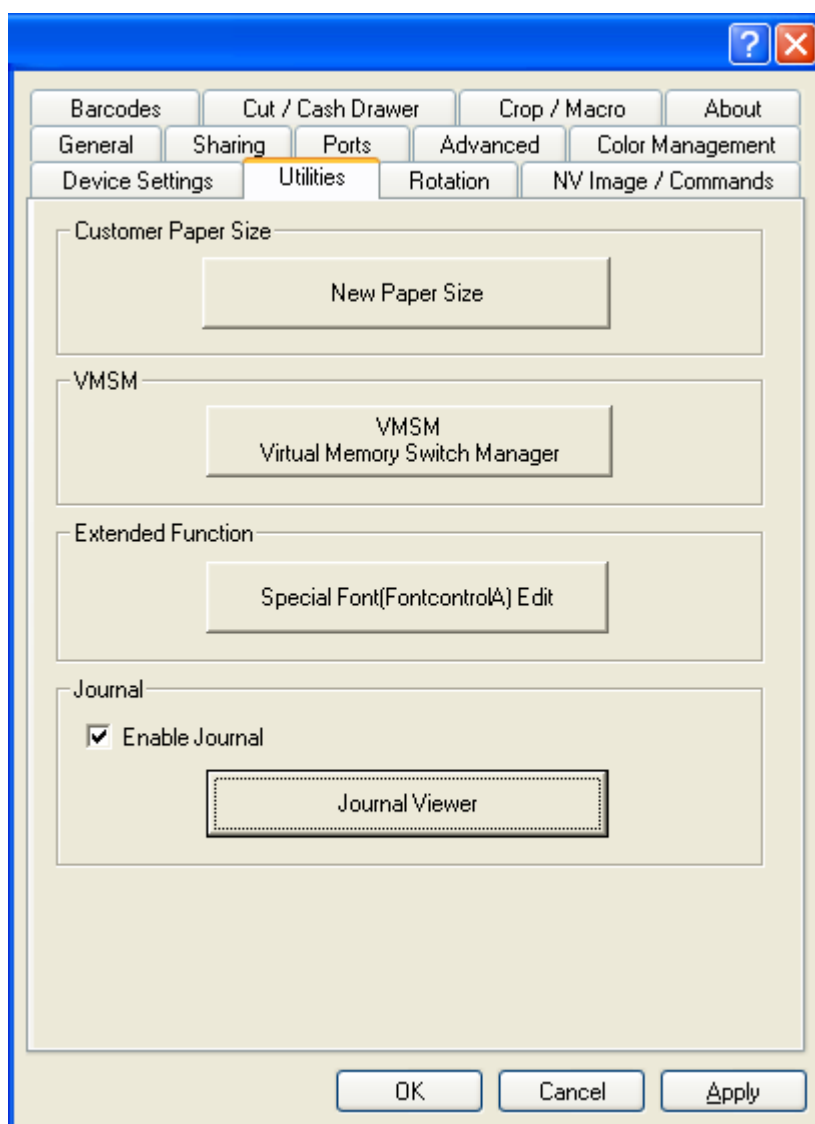 Barcodes
Cut / Cash Drawer
Crop / Macro
About
General
Sharing
Ports
Advanced
Color Management
Device Settings
Utilities
Rotation
NV Image / Commands
Customer Paper Size
New Paper Size
VMSM
VMSM
Virtual Memory Switch Manager
Extended Function
Special Font(FontcontrolA) Edit
Journal
Enable Journal
Journal Viewer
OK
Cancel
Apply